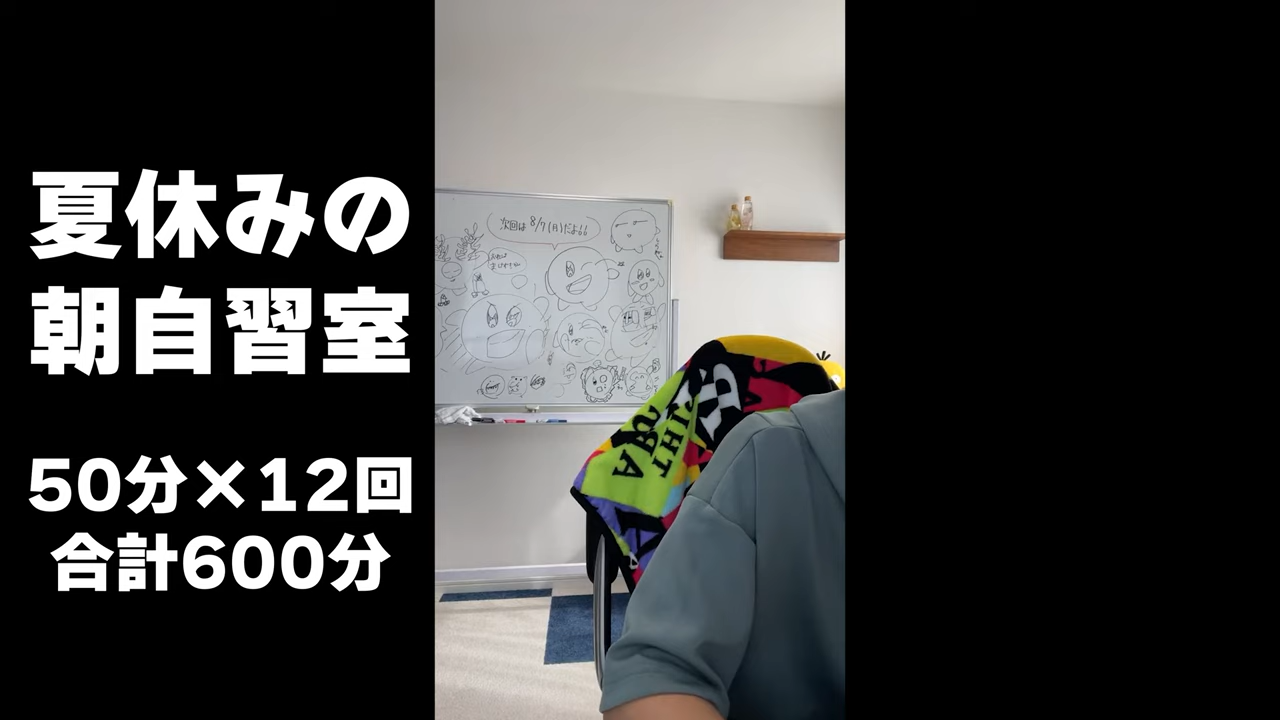 夏休みの
朝自習室
50分×12回
合計600分
次回は 8/7(月)だよ!!